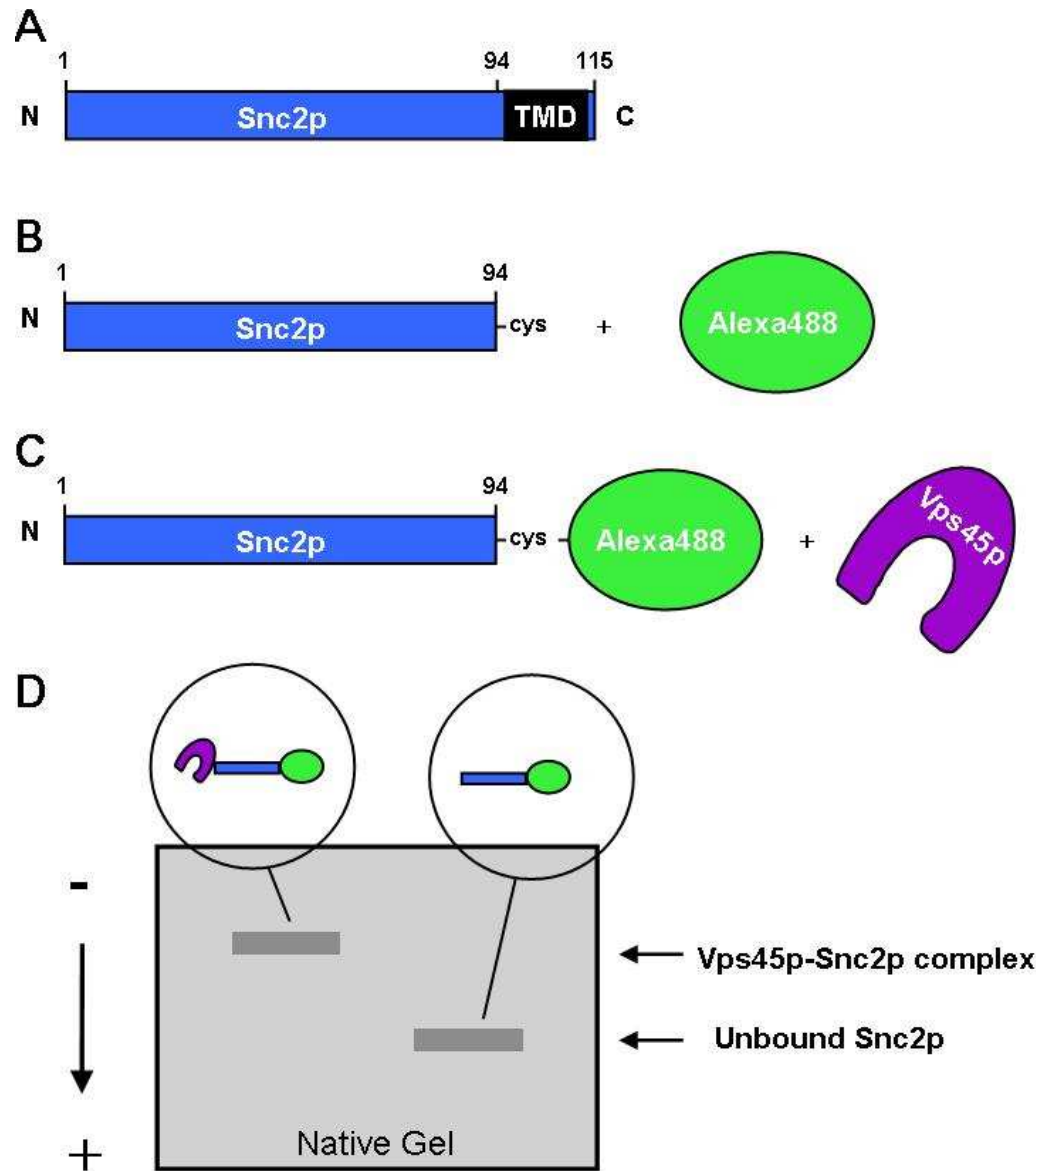 A
1 94 115
N Snc2p TMD C
B
1 94
N Snc2p cys + Alexa488
C
1 94
N Snc2p cys Alexa488 + Vps45p
D
-
Vps45p-Snc2p complex
Unbound Snc2p
+ Native Gel